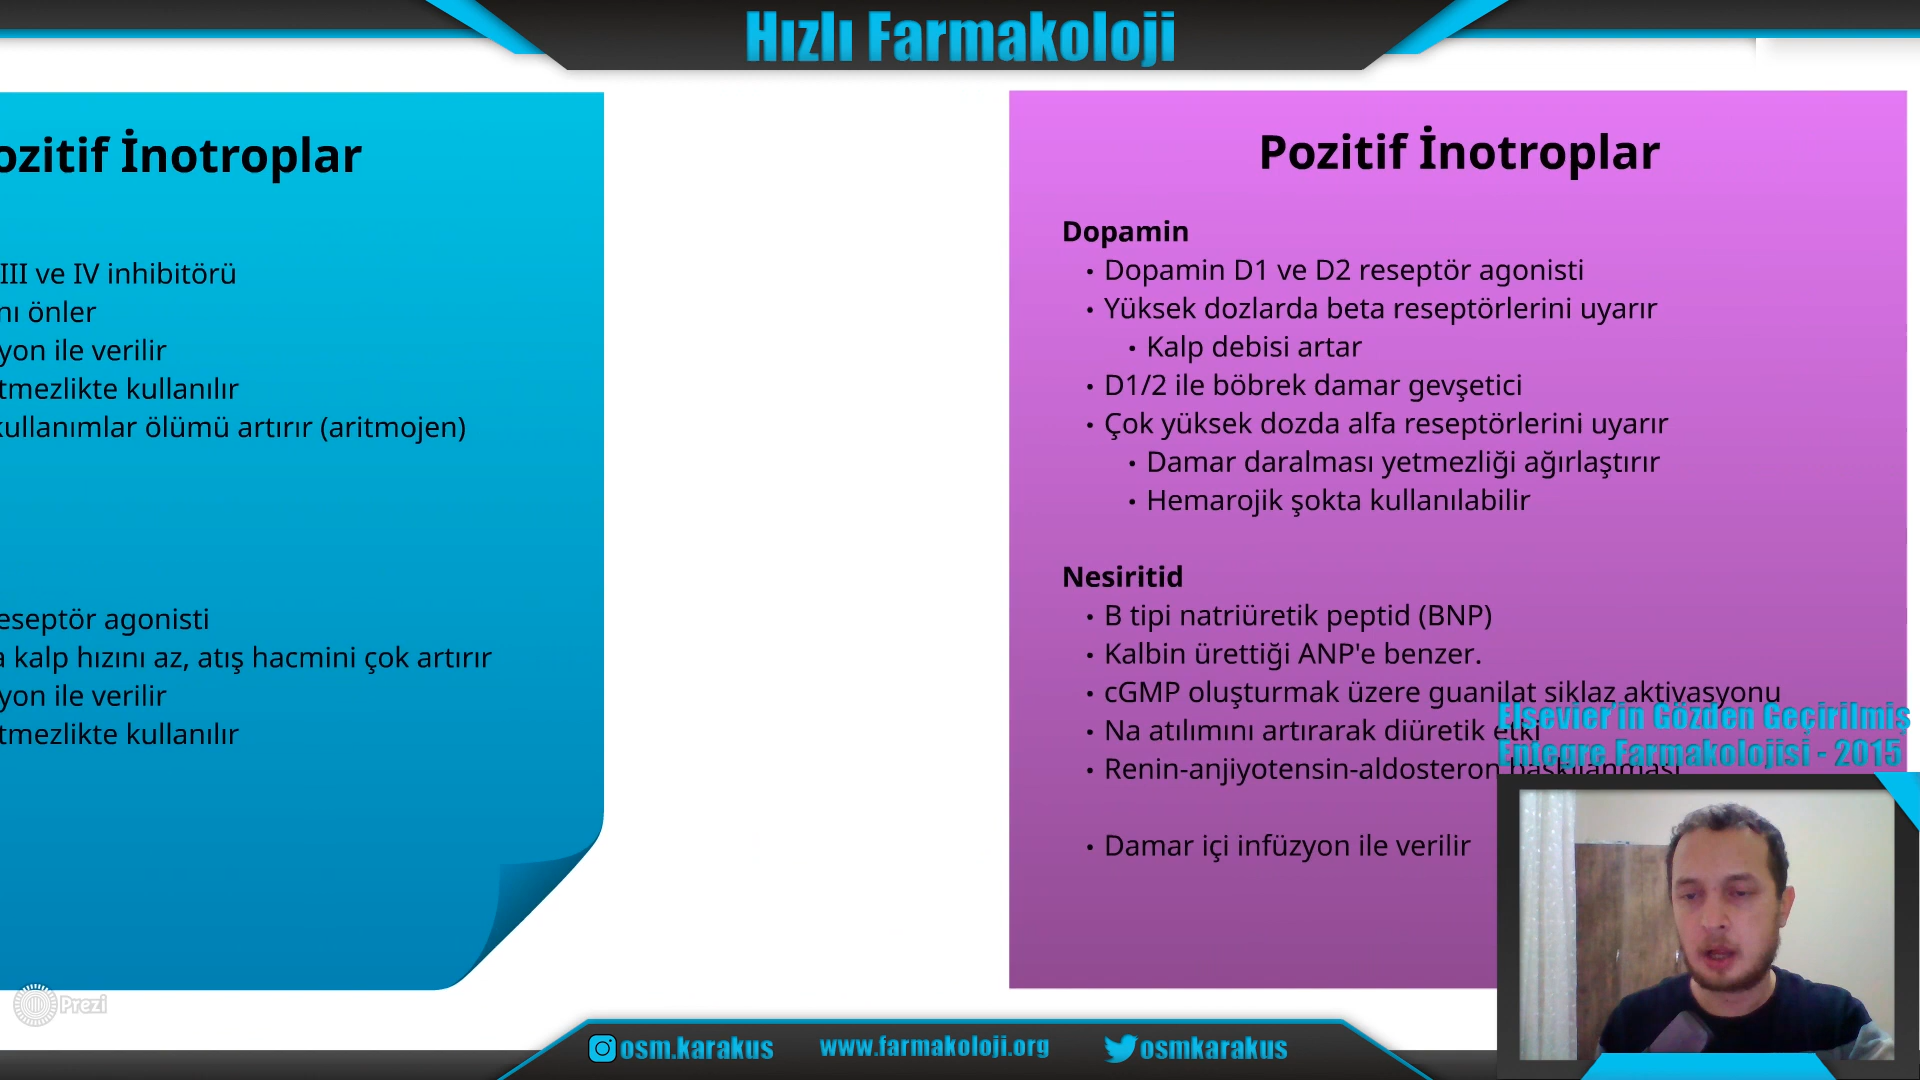 Hızlı Farmakoloji
ozitif İnotroplar
III ve IV inhibitörü
nı önler
yon ile verilir
tmezlikte kullanılır
kullanımlar ölümü artırır (aritmojen)
eseptör agonisti
a kalp hızını az, atış hacmini çok artırır
yon ile verilir
tmezlikte kullanılır
Pozitif İnotroplar
Dopamin
• Dopamin D1 ve D2 reseptör agonisti
• Yüksek dozlarda beta reseptörlerini uyarır
• Kalp debisi artar
• D1/2 ile böbrek damar gevşetici
• Çok yüksek dozda alfa reseptörlerini uyarır
• Damar daralması yetmezliği ağırlaştırır
• Hemarojik şokta kullanılabilir
Nesiritid
• B tipi natriüretik peptid (BNP)
• Kalbin ürettiği ANP'e benzer.
• cGMP oluşturmak üzere guanilat siklaz aktivasyonu
• Na atılımını artırarak diüretik etki
• Renin-anjiyotensin-aldosteron baskılanması
• Damar içi infüzyon ile verilir
Elsevier'in Gözden Geçirilmiş
Entegre Farmakolojisi - 2015
Prezi
osm.karakus
www.farmakoloji.org
osmkarakus